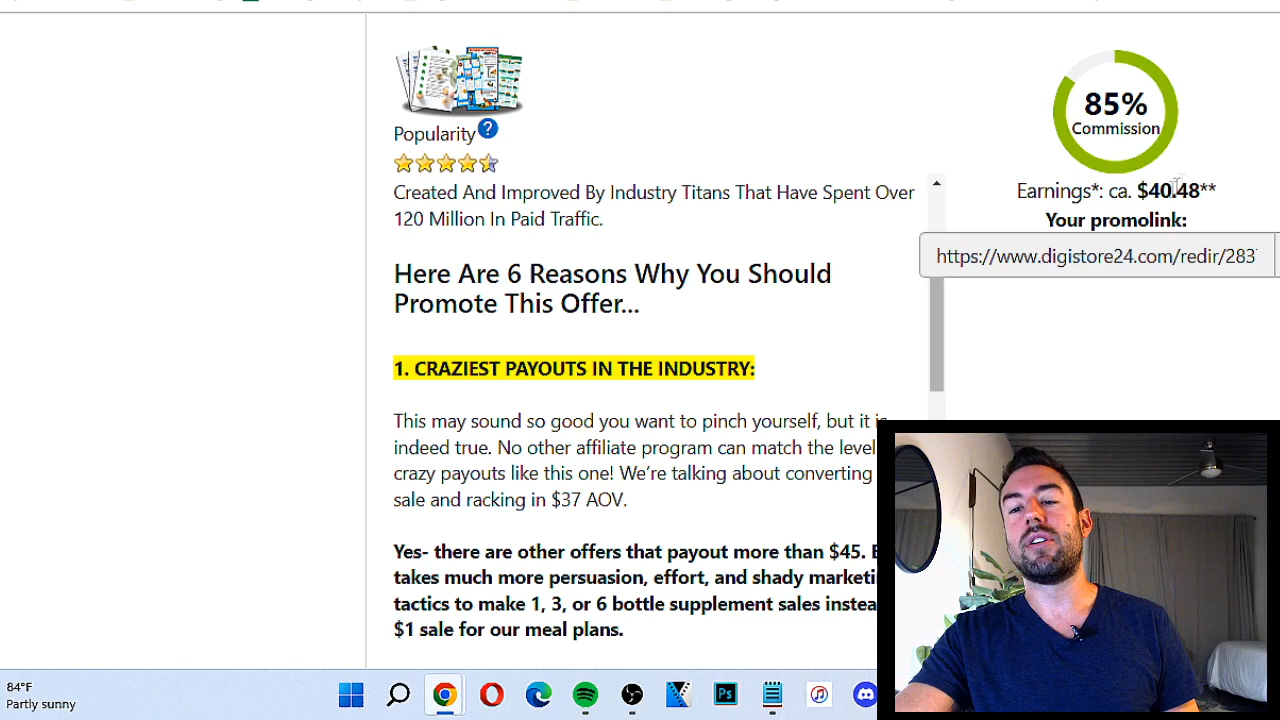 Popularity ?
Created And Improved By Industry Titans That Have Spent Over
120 Million In Paid Traffic.
Here Are 6 Reasons Why You Should
Promote This Offer...
1. CRAZIEST PAYOUTS IN THE INDUSTRY:
This may sound so good you want to pinch yourself, but it is
indeed true. No other affiliate program can match the level
crazy payouts like this one! We're talking about converting
sale and racking in $37 AOV.
Yes- there are other offers that payout more than $45.
takes much more persuasion, effort, and shady
tactics to make 1, 3, or 6 bottle supplement sales
$1 sale for our meal plans.
85%
Commission
Earnings*: ca. $40.48**
Your promolink:
https://www.digistore24.com/redir/283
84°F
Partly sunny
Ps